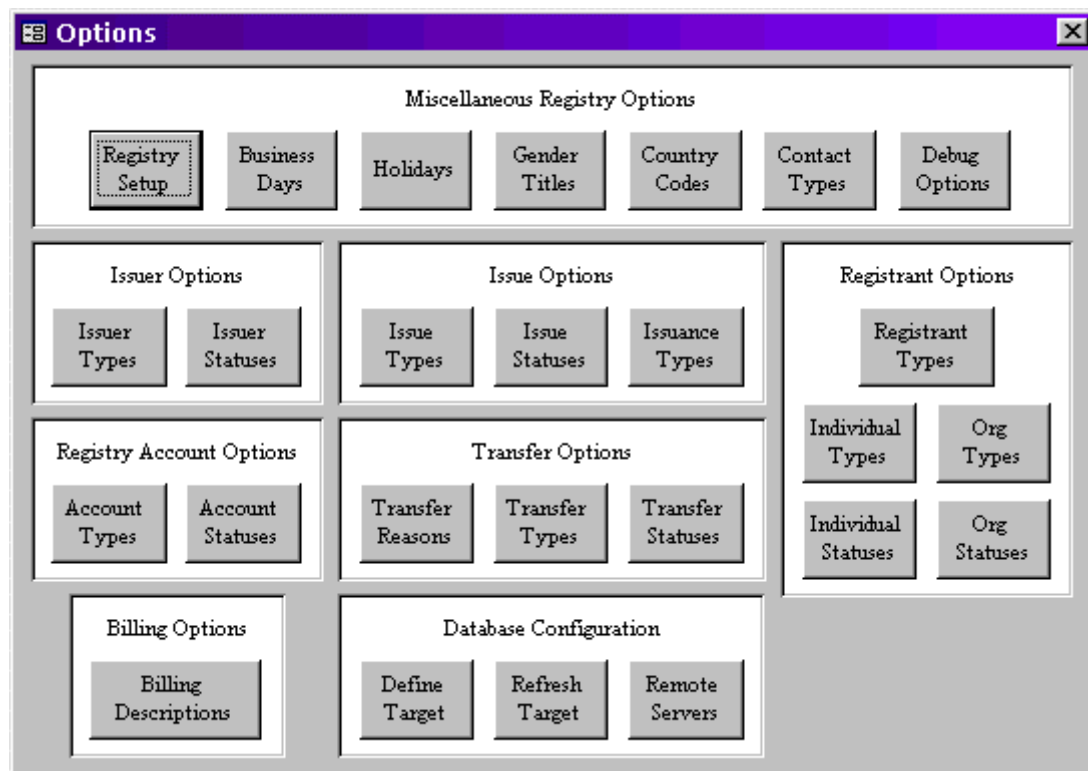 Options
Miscellaneous Registry Options
Registry
Setup
Business
Days
Holidays
Gender
Titles
Country
Codes
Contact
Types
Debug
Options
Issuer Options
Issuer
Types
Issuer
Statuses
Issue Options
Issue
Types
Issue
Statuses
Issuance
Types
Registrant Options
Registrant
Types
Individual
Types
Org
Types
Individual
Statuses
Org
Statuses
Registry Account Options
Account
Types
Account
Statuses
Transfer Options
Transfer
Reasons
Transfer
Types
Transfer
Statuses
Billing Options
Billing
Descriptions
Database Configuration
Define
Target
Refresh
Target
Remote
Servers